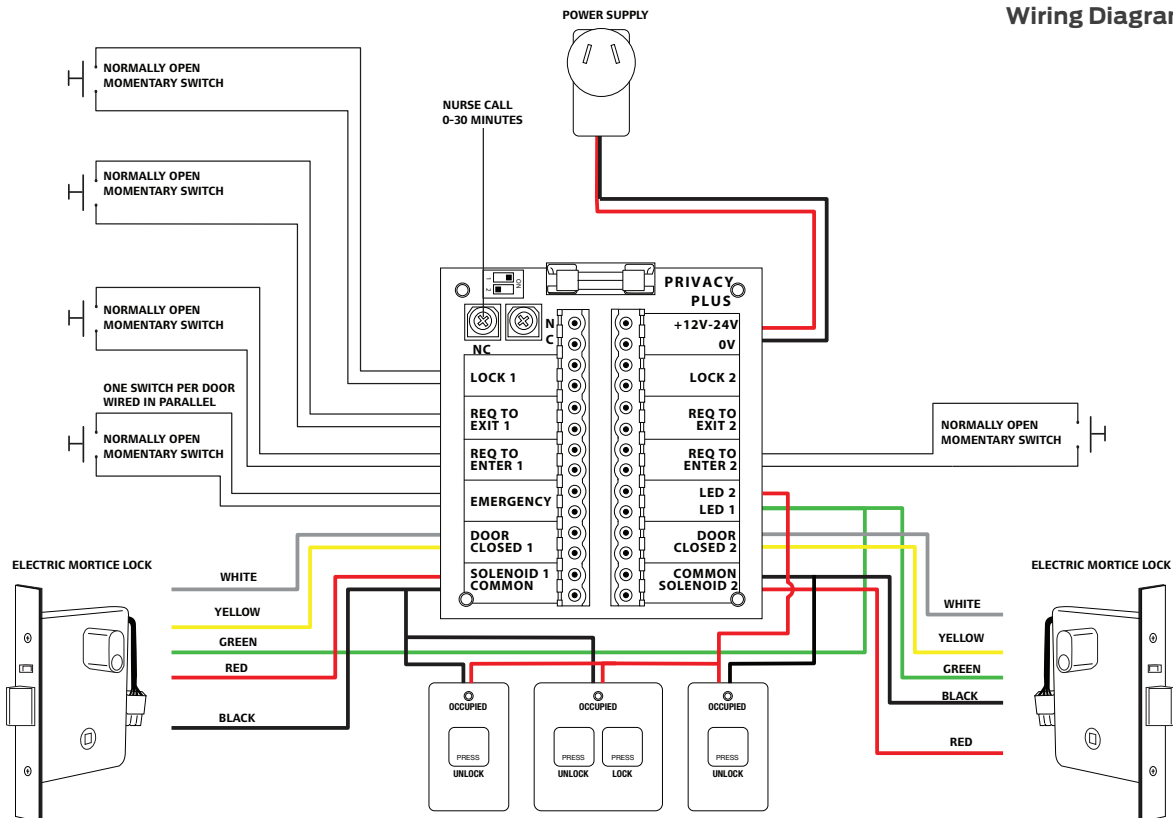 Wiring Diagram
POWER SUPPLY
NORMALLY OPEN
MOMENTARY SWITCH
NURSE CALL
0-30 MINUTES
NORMALLY OPEN
MOMENTARY SWITCH
NORMALLY OPEN
MOMENTARY SWITCH
ONE SWITCH PER DOOR
WIRED IN PARALLEL
NORMALLY OPEN
MOMENTARY SWITCH
1
2
ON
NC
N
C
LOCK 1
REQ TO
EXIT 1
REQ TO
ENTER 1
EMERGENCY
DOOR
CLOSED 1
SOLENOID 1
COMMON
PRIVACY
PLUS
+12V-24V
0V
LOCK 2
REQ TO
EXIT 2
REQ TO
ENTER 2
LED 2
LED 1
DOOR
CLOSED 2
COMMON
SOLENOID 2
NORMALLY OPEN
MOMENTARY SWITCH
ELECTRIC MORTICE LOCK
WHITE
YELLOW
GREEN
RED
BLACK
ELECTRIC MORTICE LOCK
WHITE
YELLOW
GREEN
BLACK
RED
OCCUPIED
PRESS
UNLOCK
OCCUPIED
PRESS PRESS
UNLOCK LOCK
OCCUPIED
PRESS
UNLOCK